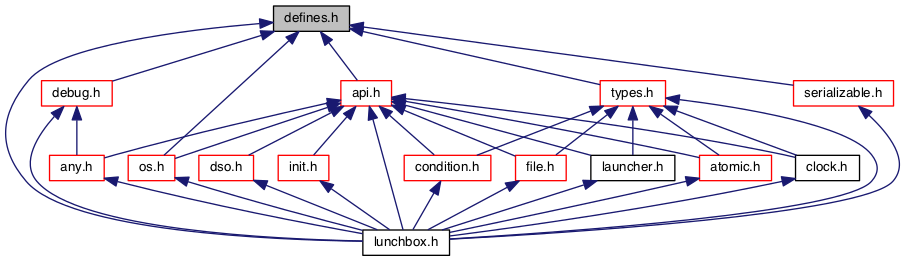 defines.h
debug.h
api.h
types.h
serializable.h
any.h
os.h
dso.h
init.h
condition.h
file.h
launcher.h
atomic.h
clock.h
lunchbox.h